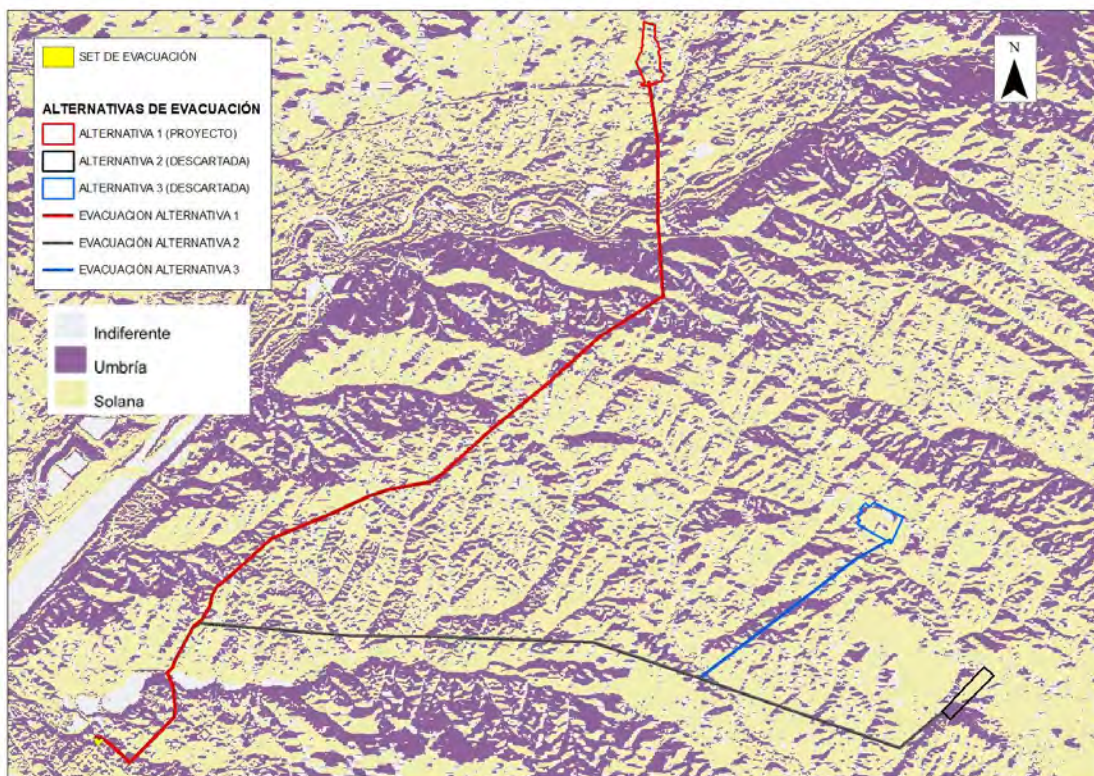 SET DE EVACUACIÓN
ALTERNATIVAS DE EVACUACIÓN
ALTERNATIVA 1 (PROYECTO)
ALTERNATIVA 2 (DESCARTADA)
ALTERNATIVA 3 (DESCARTADA)
EVACUACION ALTERNATIVA 1
EVACUACIÓN ALTERNATIVA 2
EVACUACIÓN ALTERNATIVA 3
Indiferente
Umbría
Solana
N